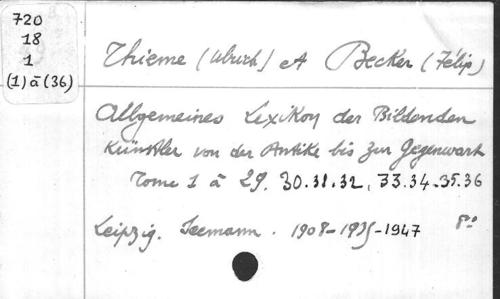 720
18
1
(1) à (36)
Thieme (Ulrich) et Becker (Félip)
Allgemeines Lexikon der Bildenden
Künstler von der Antike bis zur Gegenwart
Tome 1 à 29. 30.31.32, 33.34.35.36
Leipzig. Seemann. 1908-1935-1947 8°